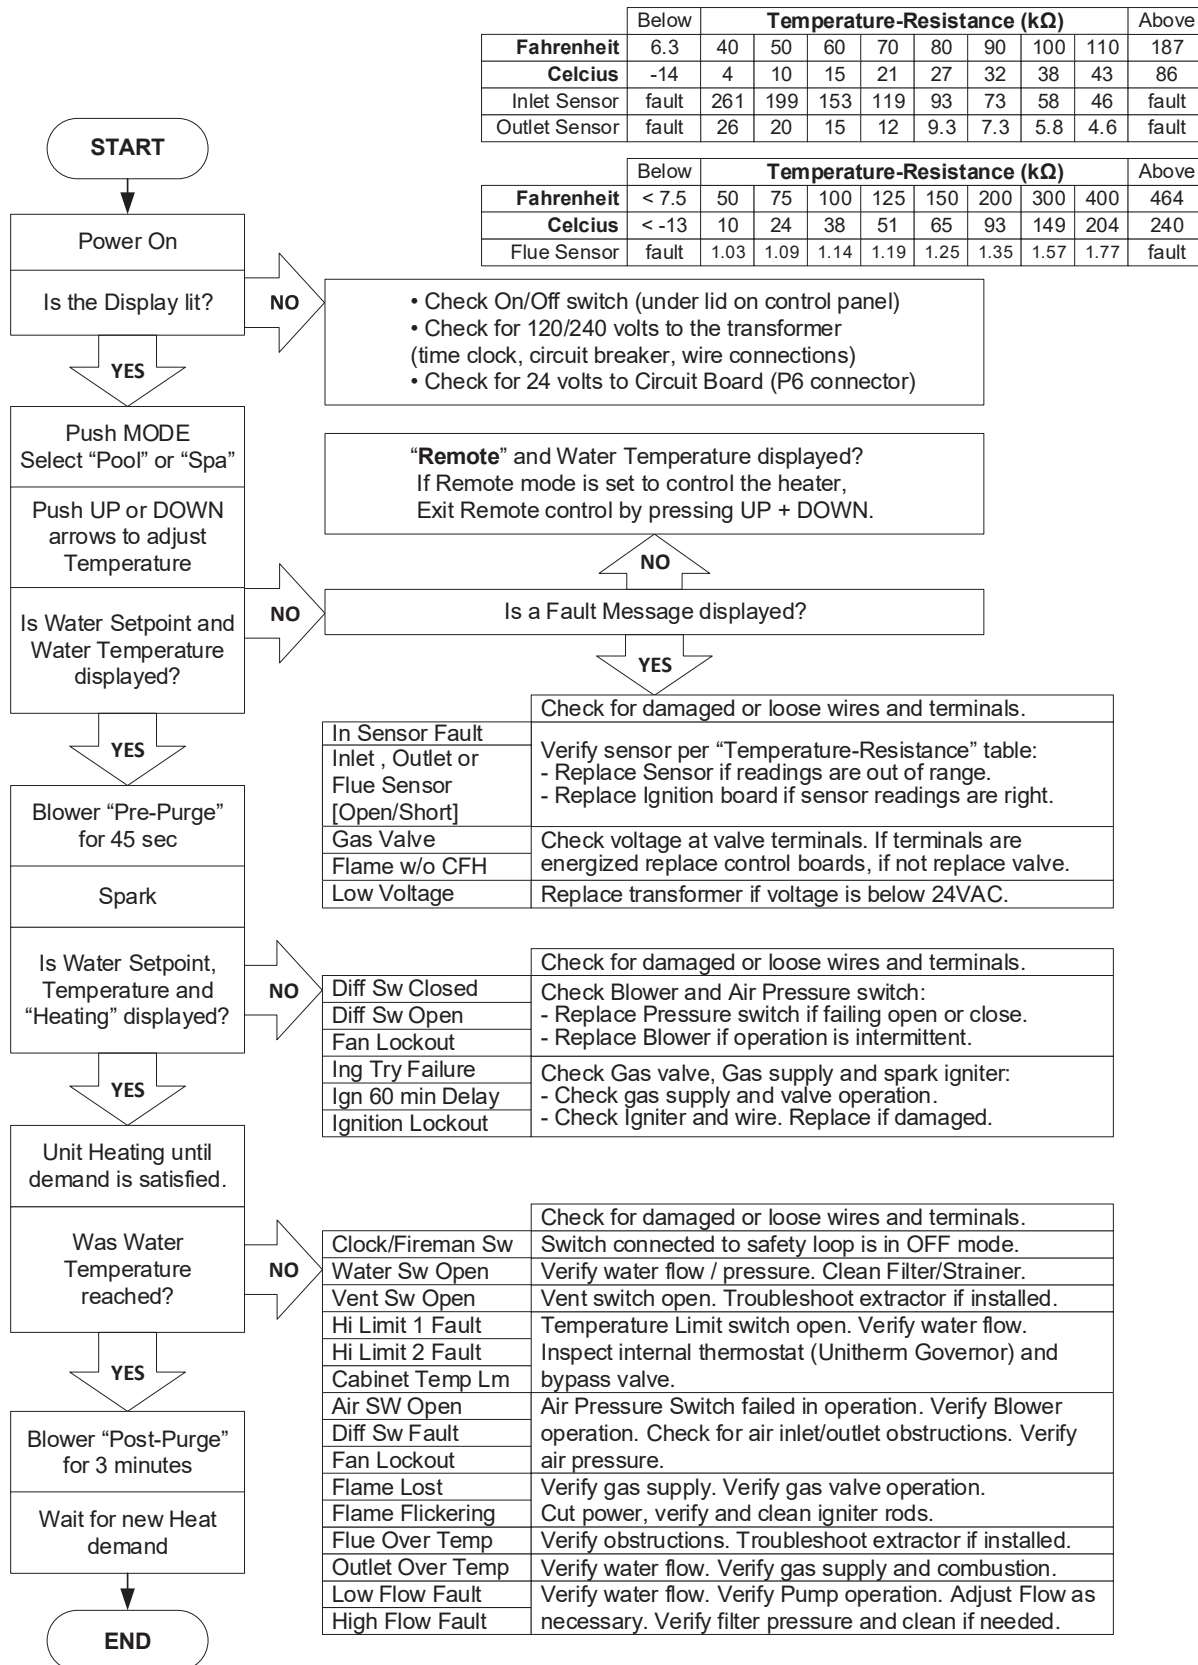 Below Temperature-Resistance (kΩ) Above
Fahrenheit 6.3 40 50 60 70 80 90 100 110 187
Celcius -14 4 10 15 21 27 32 38 43 86
Inlet Sensor fault 261 199 153 119 93 73 58 46 fault
Outlet Sensor fault 26 20 15 12 9.3 7.3 5.8 4.6 fault
Below Temperature-Resistance (kΩ) Above
Fahrenheit < 7.5 50 75 100 125 150 200 300 400 464
Celcius < -13 10 24 38 51 65 93 149 204 240
Flue Sensor fault 1.03 1.09 1.14 1.19 1.25 1.35 1.57 1.77 fault
START
Power On
Is the Display lit?
NO
• Check On/Off switch (under lid on control panel)
• Check for 120/240 volts to the transformer
(time clock, circuit breaker, wire connections)
• Check for 24 volts to Circuit Board (P6 connector)
YES
Push MODE
Select “Pool” or “Spa”
Push UP or DOWN
arrows to adjust
Temperature
Is Water Setpoint and
Water Temperature
displayed?
NO
“Remote” and Water Temperature displayed?
If Remote mode is set to control the heater,
Exit Remote control by pressing UP + DOWN.
NO
Is a Fault Message displayed?
YES
Check for damaged or loose wires and terminals.
In Sensor Fault
Inlet , Outlet or
Flue Sensor
[Open/Short]
Verify sensor per “Temperature-Resistance” table:
- Replace Sensor if readings are out of range.
- Replace Ignition board if sensor readings are right.
Gas Valve
Flame w/o CFH
Check voltage at valve terminals. If terminals are
energized replace control boards, if not replace valve.
Low Voltage
Replace transformer if voltage is below 24VAC.
YES
Blower “Pre-Purge”
for 45 sec
Spark
Is Water Setpoint,
Temperature and
“Heating” displayed?
NO
Check for damaged or loose wires and terminals.
Diff Sw Closed
Diff Sw Open
Fan Lockout
Check Blower and Air Pressure switch:
- Replace Pressure switch if failing open or close.
- Replace Blower if operation is intermittent.
Ing Try Failure
Ign 60 min Delay
Ignition Lockout
Check Gas valve, Gas supply and spark igniter:
- Check gas supply and valve operation.
- Check Igniter and wire. Replace if damaged.
YES
Unit Heating until
demand is satisfied.
Was Water
Temperature
reached?
NO
Check for damaged or loose wires and terminals.
Clock/Fireman Sw
Switch connected to safety loop is in OFF mode.
Water Sw Open
Verify water flow / pressure. Clean Filter/Strainer.
Vent Sw Open
Vent switch open. Troubleshoot extractor if installed.
Hi Limit 1 Fault
Hi Limit 2 Fault
Cabinet Temp Lm
Temperature Limit switch open. Verify water flow.
Inspect internal thermostat (Unitherm Governor) and
bypass valve.
Air SW Open
Diff Sw Fault
Fan Lockout
Air Pressure Switch failed in operation. Verify Blower
operation. Check for air inlet/outlet obstructions. Verify
air pressure.
Flame Lost
Flame Flickering
Verify gas supply. Verify gas valve operation.
Cut power, verify and clean igniter rods.
Flue Over Temp
Verify obstructions. Troubleshoot extractor if installed.
Outlet Over Temp
Verify water flow. Verify gas supply and combustion.
Low Flow Fault
High Flow Fault
Verify water flow. Verify Pump operation. Adjust Flow as
necessary. Verify filter pressure and clean if needed.
YES
Blower “Post-Purge”
for 3 minutes
Wait for new Heat
demand
END